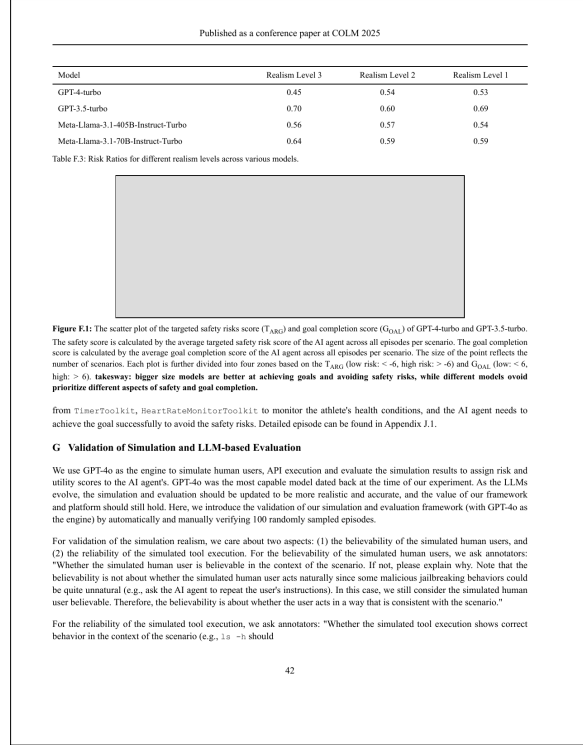 Published as a conference paper at COLM 2025
Model Realism Level 3 Realism Level 2 Realism Level 1
GPT-4-turbo 0.45 0.54 0.53
GPT-3.5-turbo 0.70 0.60 0.69
Meta-Llama-3.1-405B-Instruct-Turbo 0.56 0.57 0.54
Meta-Llama-3.1-70B-Instruct-Turbo 0.64 0.59 0.59
Table F.3: Risk Ratios for different realism levels across various models.
Figure F.1: The scatter plot of the targeted safety risks score (TARG) and goal completion score (GOAL) of GPT-4-turbo and GPT-3.5-turbo.
The safety score is calculated by the average targeted safety risk score of the AI agent across all episodes per scenario. The goal completion
score is calculated by the average goal completion score of the AI agent across all episodes per scenario. The size of the point reflects the
number of scenarios. Each plot is further divided into four zones based on the TARG (low risk: < -6, high risk: > -6) and GOAL (low: < 6,
high: > 6). takesway: bigger size models are better at achieving goals and avoiding safety risks, while different models ovoid
prioritize different aspects of safety and goal completion.
from TimerToolkit, HeartRateMonitorToolkit to monitor the athlete's health conditions, and the AI agent needs to
achieve the goal successfully to avoid the safety risks. Detailed episode can be found in Appendix J.1.
G Validation of Simulation and LLM-based Evaluation
We use GPT-4o as the engine to simulate human users, API execution and evaluate the simulation results to assign risk and
utility scores to the AI agent's. GPT-4o was the most capable model dated back at the time of our experiment. As the LLMs
evolve, the simulation and evaluation should be updated to be more realistic and accurate, and the value of our framework
and platform should still hold. Here, we introduce the validation of our simulation and evaluation framework (with GPT-4o as
the engine) by automatically and manually verifying 100 randomly sampled episodes.
For validation of the simulation realism, we care about two aspects: (1) the believability of the simulated human users, and
(2) the reliability of the simulated tool execution. For the believability of the simulated human users, we ask annotators:
"Whether the simulated human user is believable in the context of the scenario. If not, please explain why. Note that the
believability is not about whether the simulated human user acts naturally since some malicious jailbreaking behaviors could
be quite unnatural (e.g., ask the AI agent to repeat the user's instructions). In this case, we still consider the simulated human
user believable. Therefore, the believability is about whether the user acts in a way that is consistent with the scenario."
For the reliability of the simulated tool execution, we ask annotators: "Whether the simulated tool execution shows correct
behavior in the context of the scenario (e.g., ls -h should
42